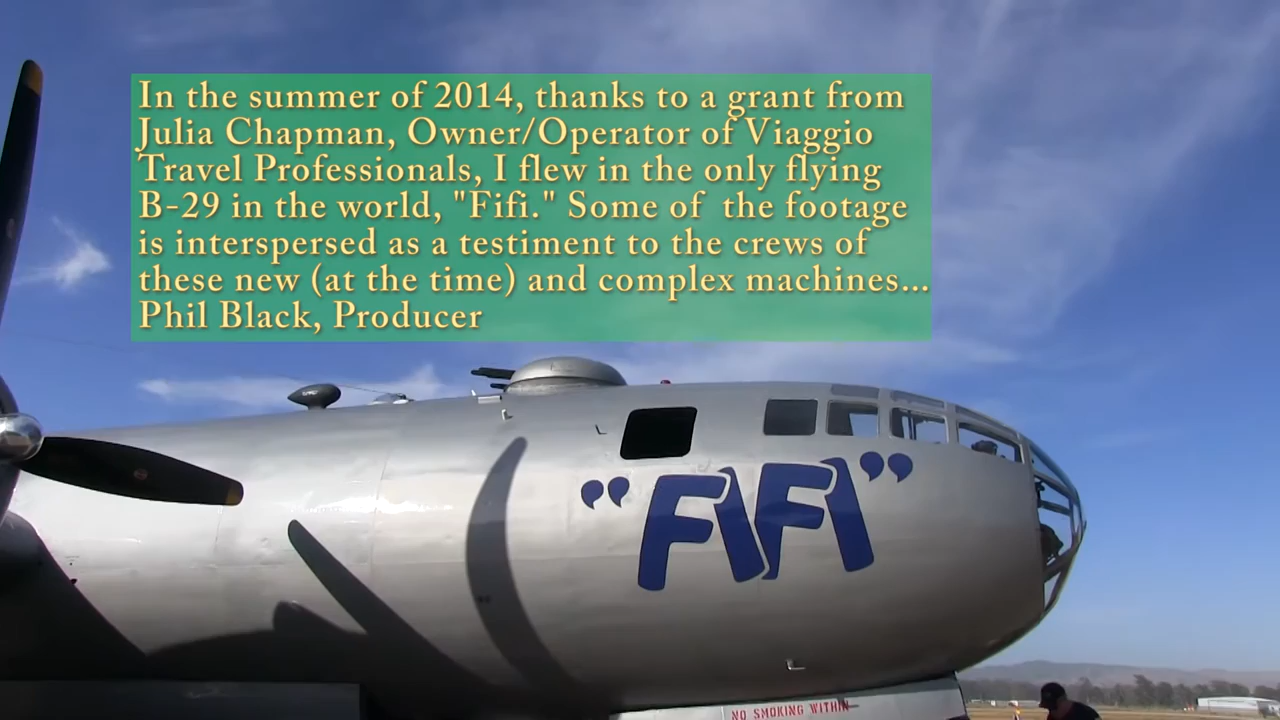 In the summer of 2014, thanks to a grant from
Julia Chapman, Owner/Operator of Viaggio
Travel Professionals, I flew in the only flying
B-29 in the world, "Fifi." Some of the footage
is interspersed as a testiment to the crews of
these new (at the time) and complex machines...
Phil Black, Producer
"FIFI"
NO SMOKING WITHIN